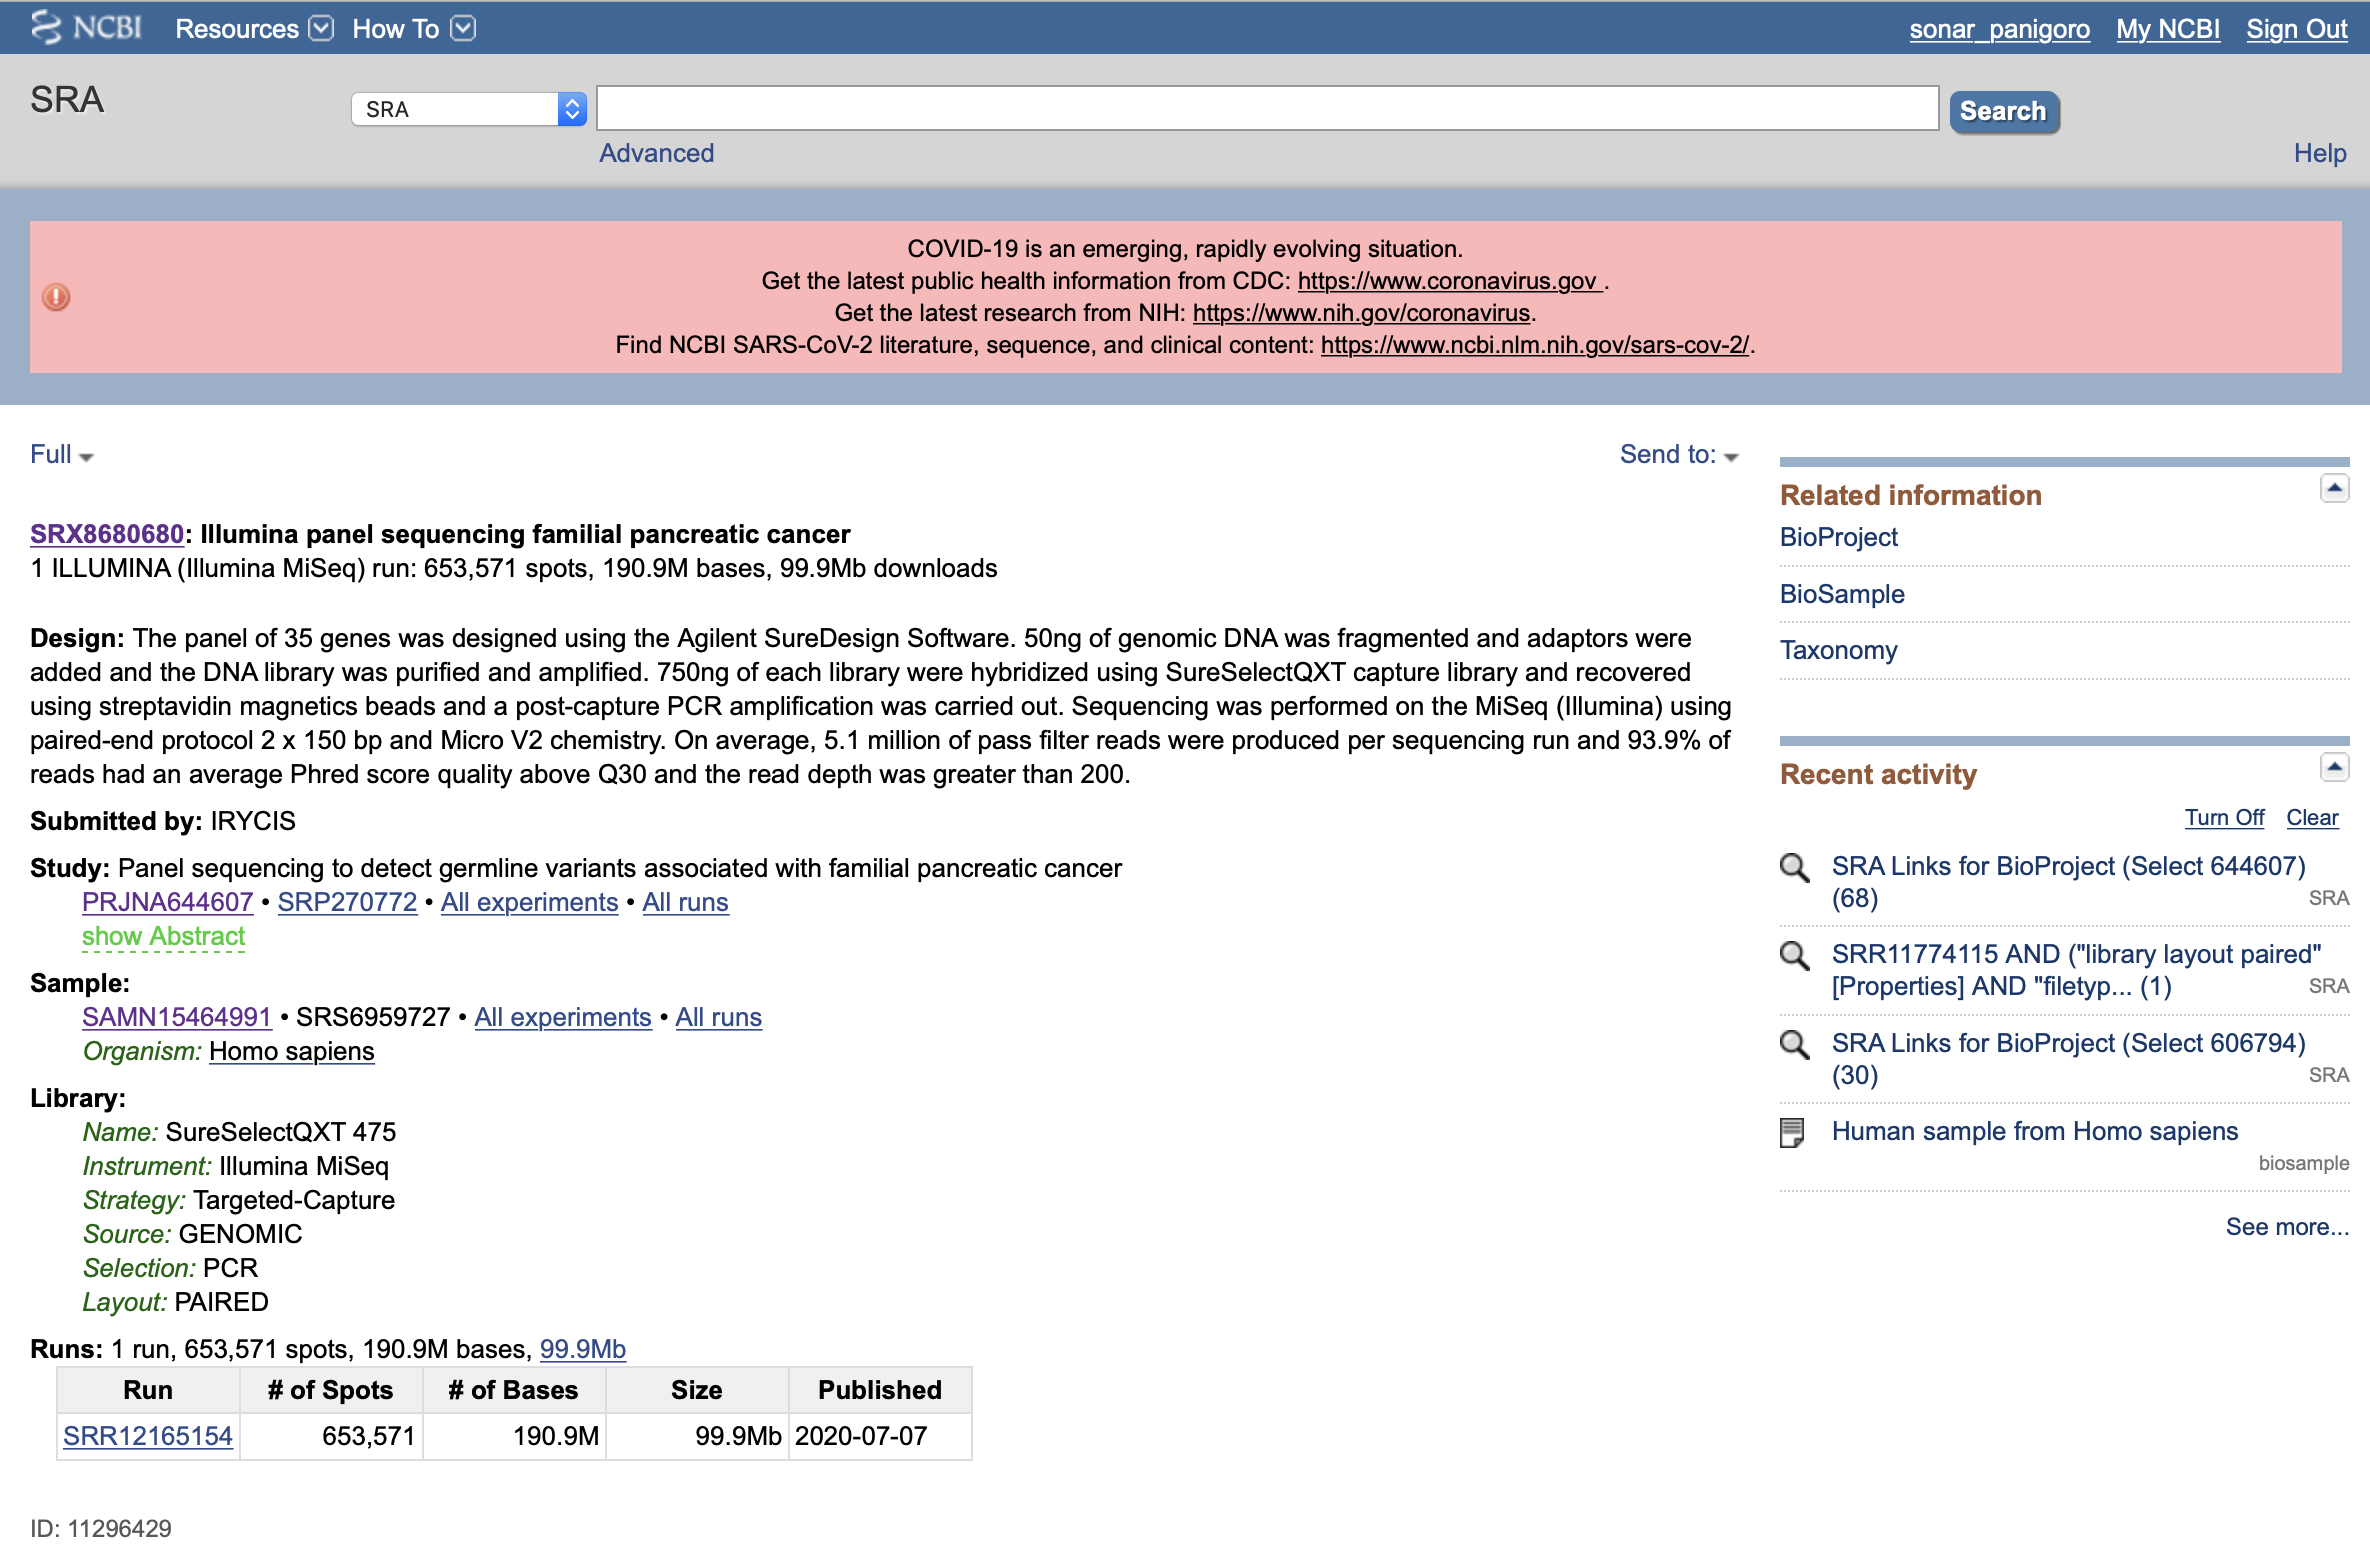 NCBI Resources How To sonar_panigoro My NCBI Sign Out
SRA SRA Search
Advanced Help
COVID-19 is an emerging, rapidly evolving situation.
Get the latest public health information from CDC: https://www.coronavirus.gov .
Get the latest research from NIH: https://www.nih.gov/coronavirus.
Find NCBI SARS-CoV-2 literature, sequence, and clinical content: https://www.ncbi.nlm.nih.gov/sars-cov-2/.
Full Send to:
SRX8680680: Illumina panel sequencing familial pancreatic cancer
1 ILLUMINA (Illumina MiSeq) run: 653,571 spots, 190.9M bases, 99.9Mb downloads
Design: The panel of 35 genes was designed using the Agilent SureDesign Software. 50ng of genomic DNA was fragmented and adaptors were
added and the DNA library was purified and amplified. 750ng of each library were hybridized using SureSelectQXT capture library and recovered
using streptavidin magnetics beads and a post-capture PCR amplification was carried out. Sequencing was performed on the MiSeq (Illumina) using
paired-end protocol 2 x 150 bp and Micro V2 chemistry. On average, 5.1 million of pass filter reads were produced per sequencing run and 93.9% of
reads had an average Phred score quality above Q30 and the read depth was greater than 200.
Submitted by: IRYCIS
Study: Panel sequencing to detect germline variants associated with familial pancreatic cancer
PRJNA644607 • SRP270772 • All experiments • All runs
show Abstract
Sample:
SAMN15464991 • SRS6959727 • All experiments • All runs
Organism: Homo sapiens
Library:
Name: SureSelectQXT 475
Instrument: Illumina MiSeq
Strategy: Targeted-Capture
Source: GENOMIC
Selection: PCR
Layout: PAIRED
Runs: 1 run, 653,571 spots, 190.9M bases, 99.9Mb
Run # of Spots # of Bases Size Published
SRR12165154 653,571 190.9M 99.9Mb 2020-07-07
ID: 11296429
Related information
BioProject
BioSample
Taxonomy
Recent activity
Turn Off Clear
SRA Links for BioProject (Select 644607)
(68) SRA
SRR11774115 AND ("library layout paired"
[Properties] AND "filetyp... (1) SRA
SRA Links for BioProject (Select 606794)
(30) SRA
Human sample from Homo sapiens
biosample
See more...